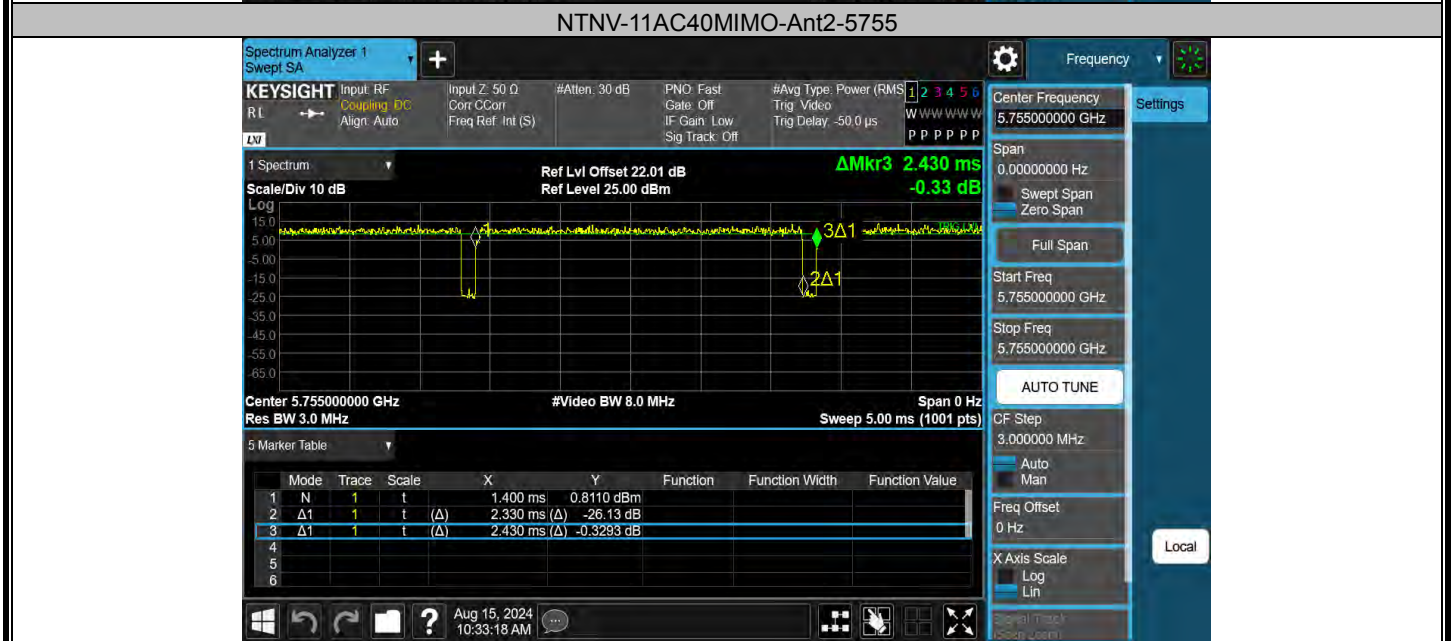 NTNV-11AC40MIMO-Ant2-5755
Spectrum Analyzer 1
Swept SA
+
Frequency
KEYSIGHT
RL
LXI
Input: RF
Coupling: DC
Align: Auto
Input Z: 50 Ω
Corr CCorr
Freq Ref: Int (S)
#Atten: 30 dB
PNO: Fast
Gate: Off
IF Gain: Low
Sig Track: Off
#Avg Type: Power (RMS
Trig: Video
Trig Delay: -50.0 µs
1 2 3 4 5 6
W W W W W W
P P P P P P
1 Spectrum
Scale/Div 10 dB
Log
Ref Lvl Offset 22.01 dB
Ref Level 25.00 dBm
ΔMkr3 2.430 ms
-0.33 dB
15.0
5.00
-5.00
-15.0
-25.0
-35.0
-45.0
-55.0
-65.0
1
3Δ1
2Δ1
Center 5.755000000 GHz
Res BW 3.0 MHz
#Video BW 8.0 MHz
Span 0 Hz
Sweep 5.00 ms (1001 pts)
5 Marker Table
Mode Trace Scale X Y Function Function Width Function Value
1 N 1 t 1.400 ms 0.8110 dBm
2 Δ1 1 t (Δ) 2.330 ms (Δ) -26.13 dB
3 Δ1 1 t (Δ) 2.430 ms (Δ) -0.3293 dB
4
5
6
Center Frequency
5.755000000 GHz
Settings
Span
0.00000000 Hz
Swept Span
Zero Span
Full Span
Start Freq
5.755000000 GHz
Stop Freq
5.755000000 GHz
AUTO TUNE
CF Step
3.000000 MHz
Auto
Man
Freq Offset
0 Hz
X Axis Scale
Log
Lin
Local
?
Aug 15, 2024
10:33:18 AM